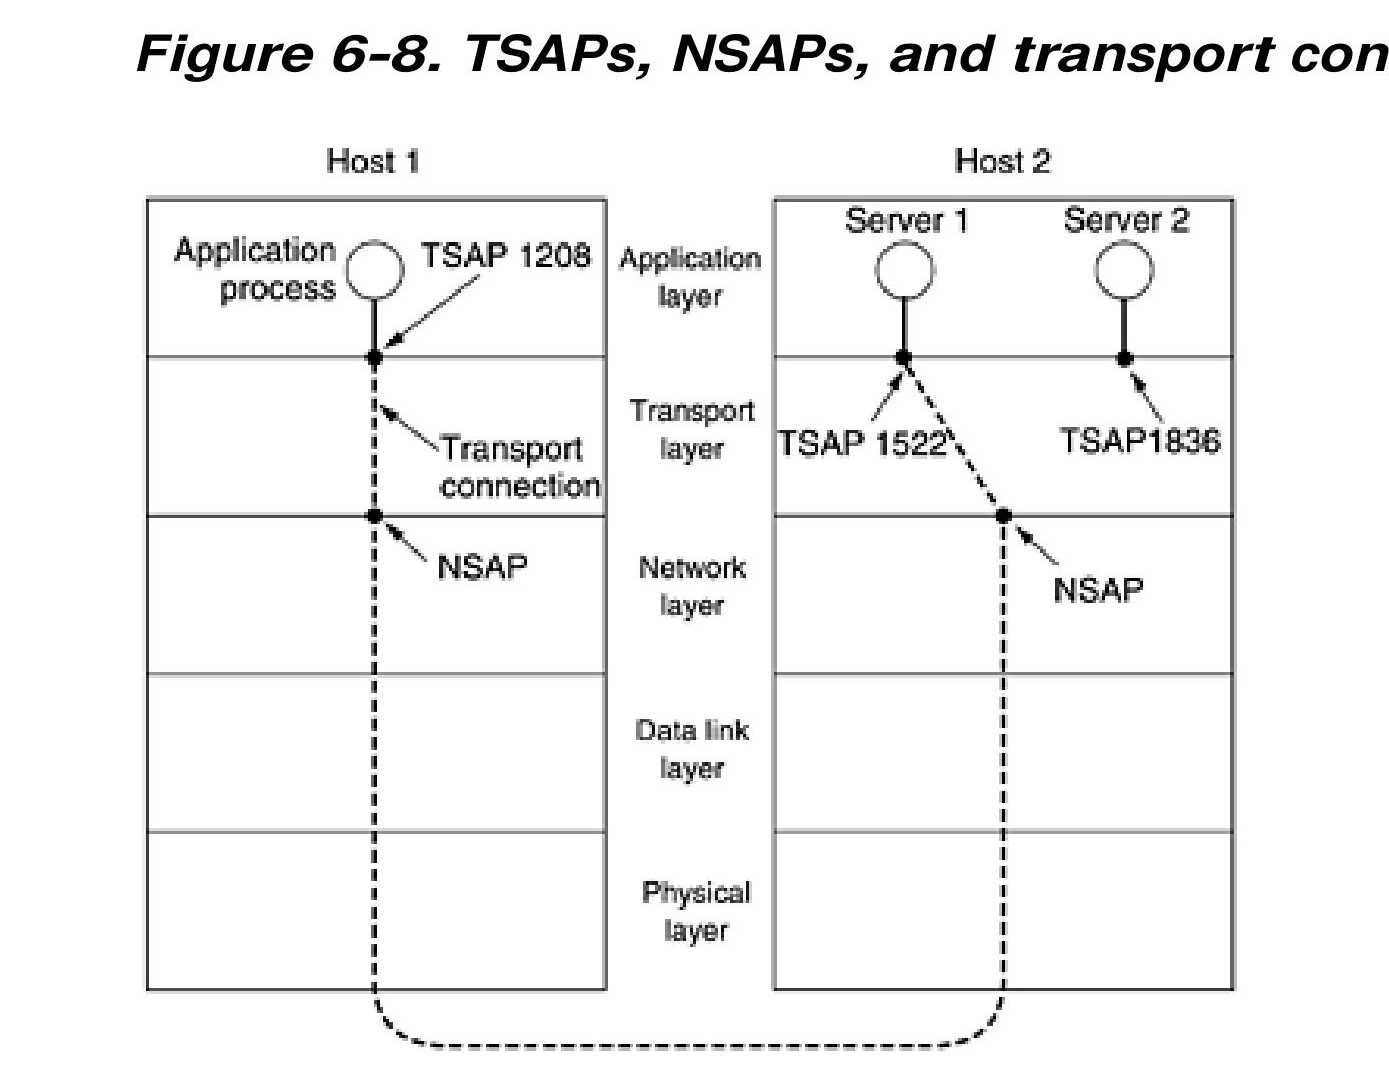 Figure 6-8. TSAPs, NSAPs, and transport con
Host 1
Host 2
Application
process
TSAP 1208
Application
layer
Server 1
Server 2
Transport
connection
Transport
layer
TSAP 1522
TSAP1836
NSAP
Network
layer
NSAP
Data link
layer
Physical
layer